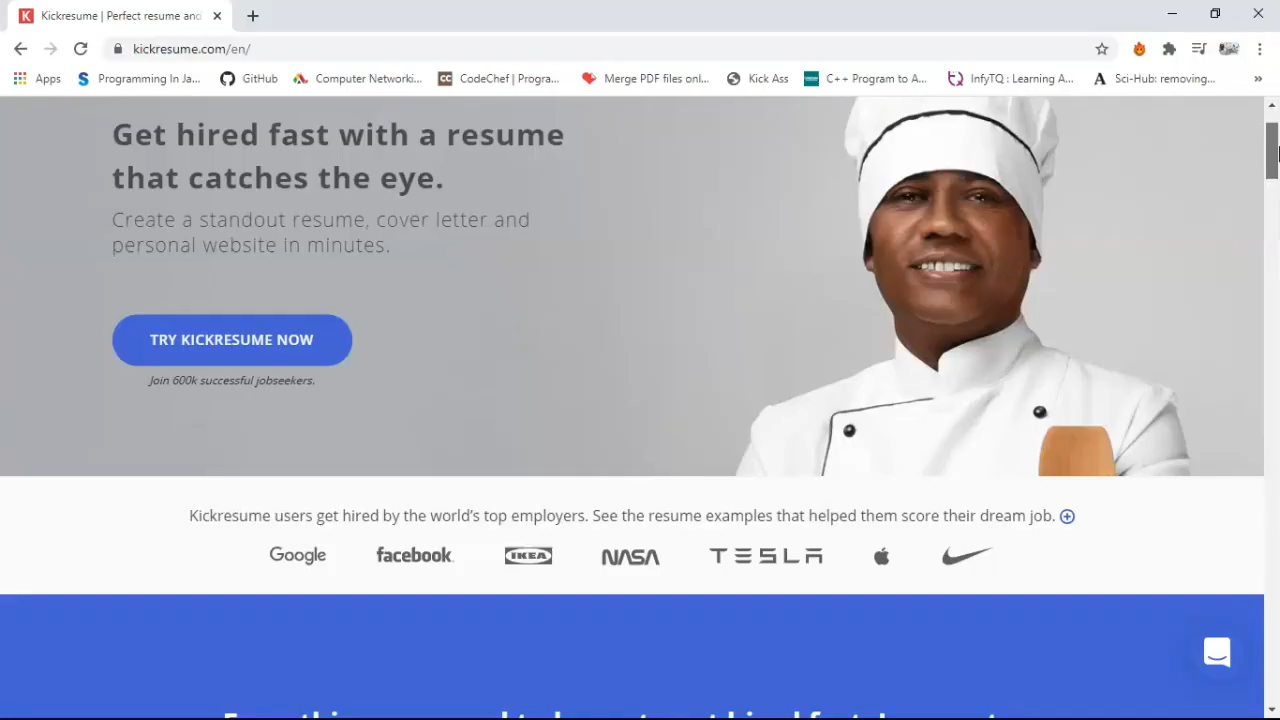 Kickresume | Perfect resume and
kickresume.com/en/
Apps
Programming In Ja...
GitHub
Computer Networki...
CodeChef | Progra...
Merge PDF files onl...
Kick Ass
C++ Program to A...
InfyTQ : Learning A...
Sci-Hub: removing...
Get hired fast with a resume
that catches the eye.
Create a standout resume, cover letter and
personal website in minutes.
TRY KICKRESUME NOW
Join 600k successful jobseekers.
Kickresume users get hired by the world's top employers. See the resume examples that helped them score their dream job.
Google facebook. IKEA NASA TESLA